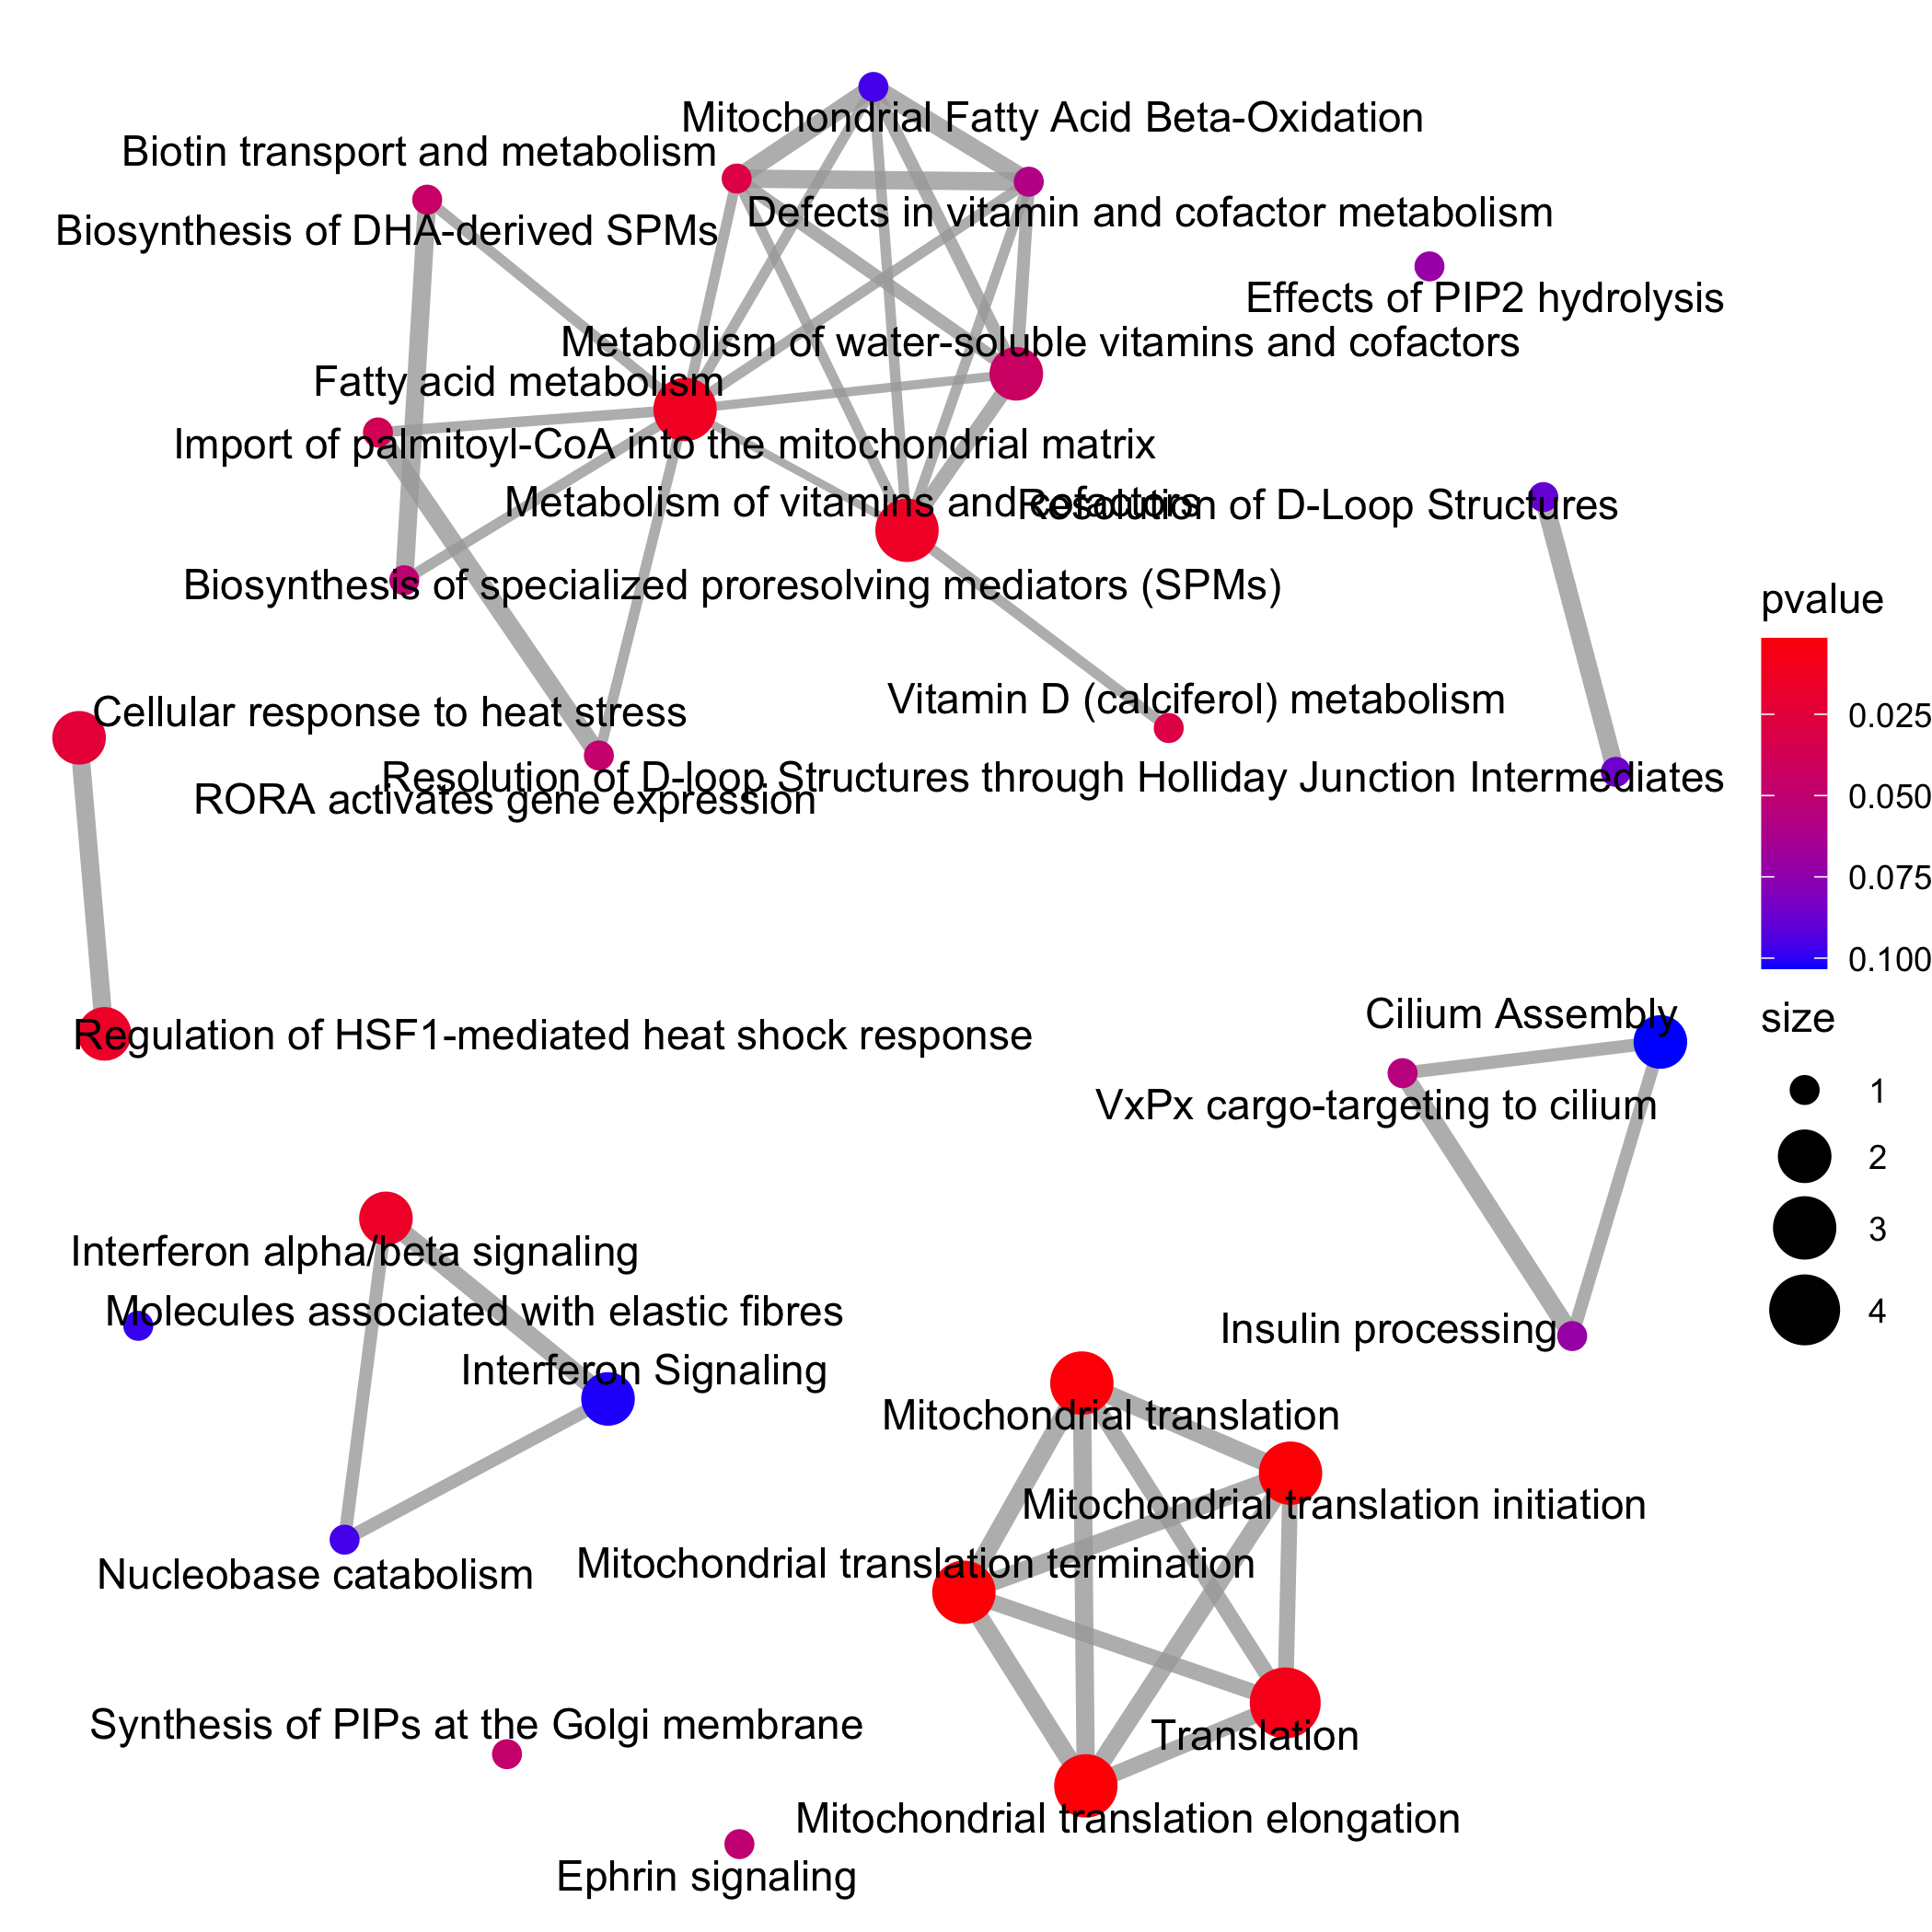 Mitochondrial Fatty Acid Beta-Oxidation
Biotin transport and metabolism
Defects in vitamin and cofactor metabolism
Biosynthesis of DHA-derived SPMs
Effects of PIP2 hydrolysis
Metabolism of water-soluble vitamins and cofactors
Fatty acid metabolism
Import of palmitoyl-CoA into the mitochondrial matrix
Metabolism of vitamins and cofactors
Resolution of D-Loop Structures
Biosynthesis of specialized proresolving mediators (SPMs)
Vitamin D (calciferol) metabolism
Cellular response to heat stress
Resolution of D-loop Structures through Holliday Junction Intermediates
RORA activates gene expression
Regulation of HSF1-mediated heat shock response
Cilium Assembly
VxPx cargo-targeting to cilium
Interferon alpha/beta signaling
Molecules associated with elastic fibres
Insulin processing
Interferon Signaling
Mitochondrial translation
Mitochondrial translation initiation
Mitochondrial translation termination
Nucleobase catabolism
Synthesis of PIPs at the Golgi membrane
Translation
Mitochondrial translation elongation
Ephrin signaling
pvalue
0.025
0.050
0.075
0.100
size
1
2
3
4